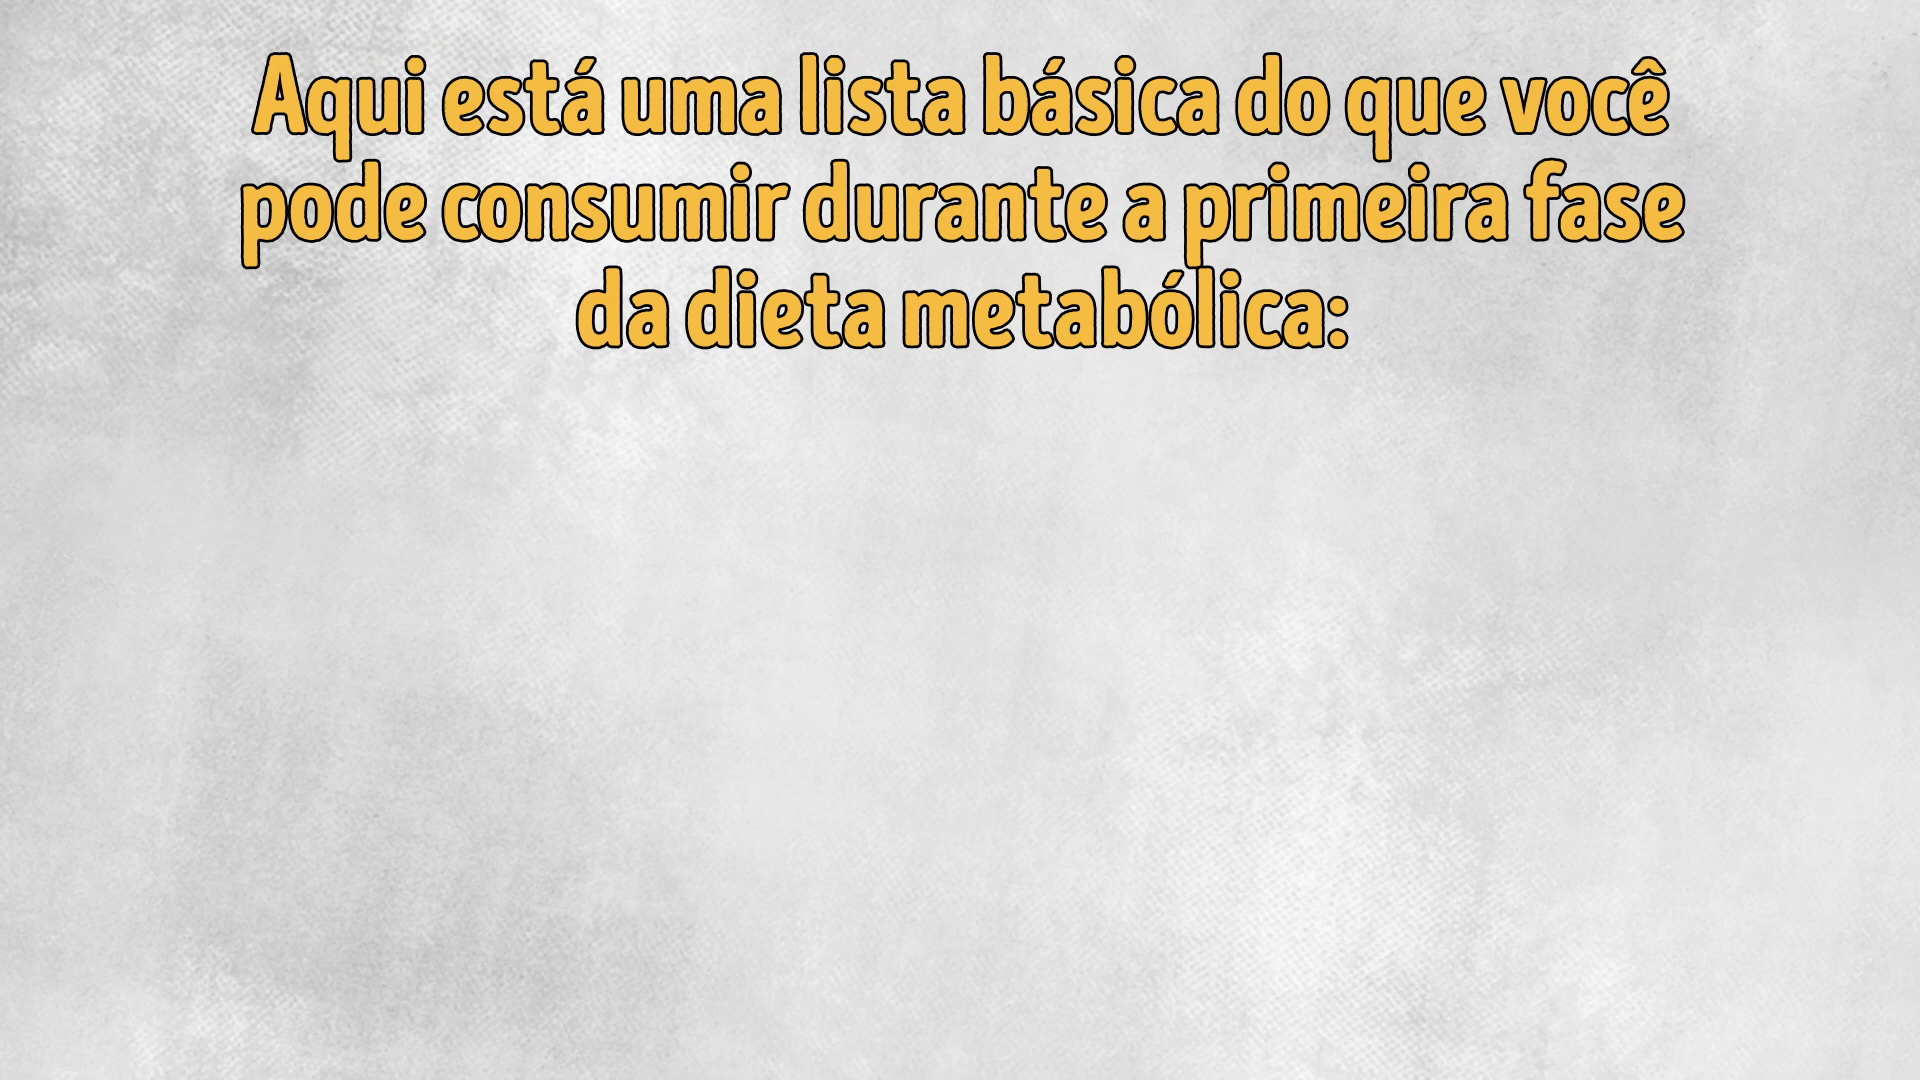 Aqui está uma lista básica do que você
pode consumir durante a primeira fase
da dieta metabólica: